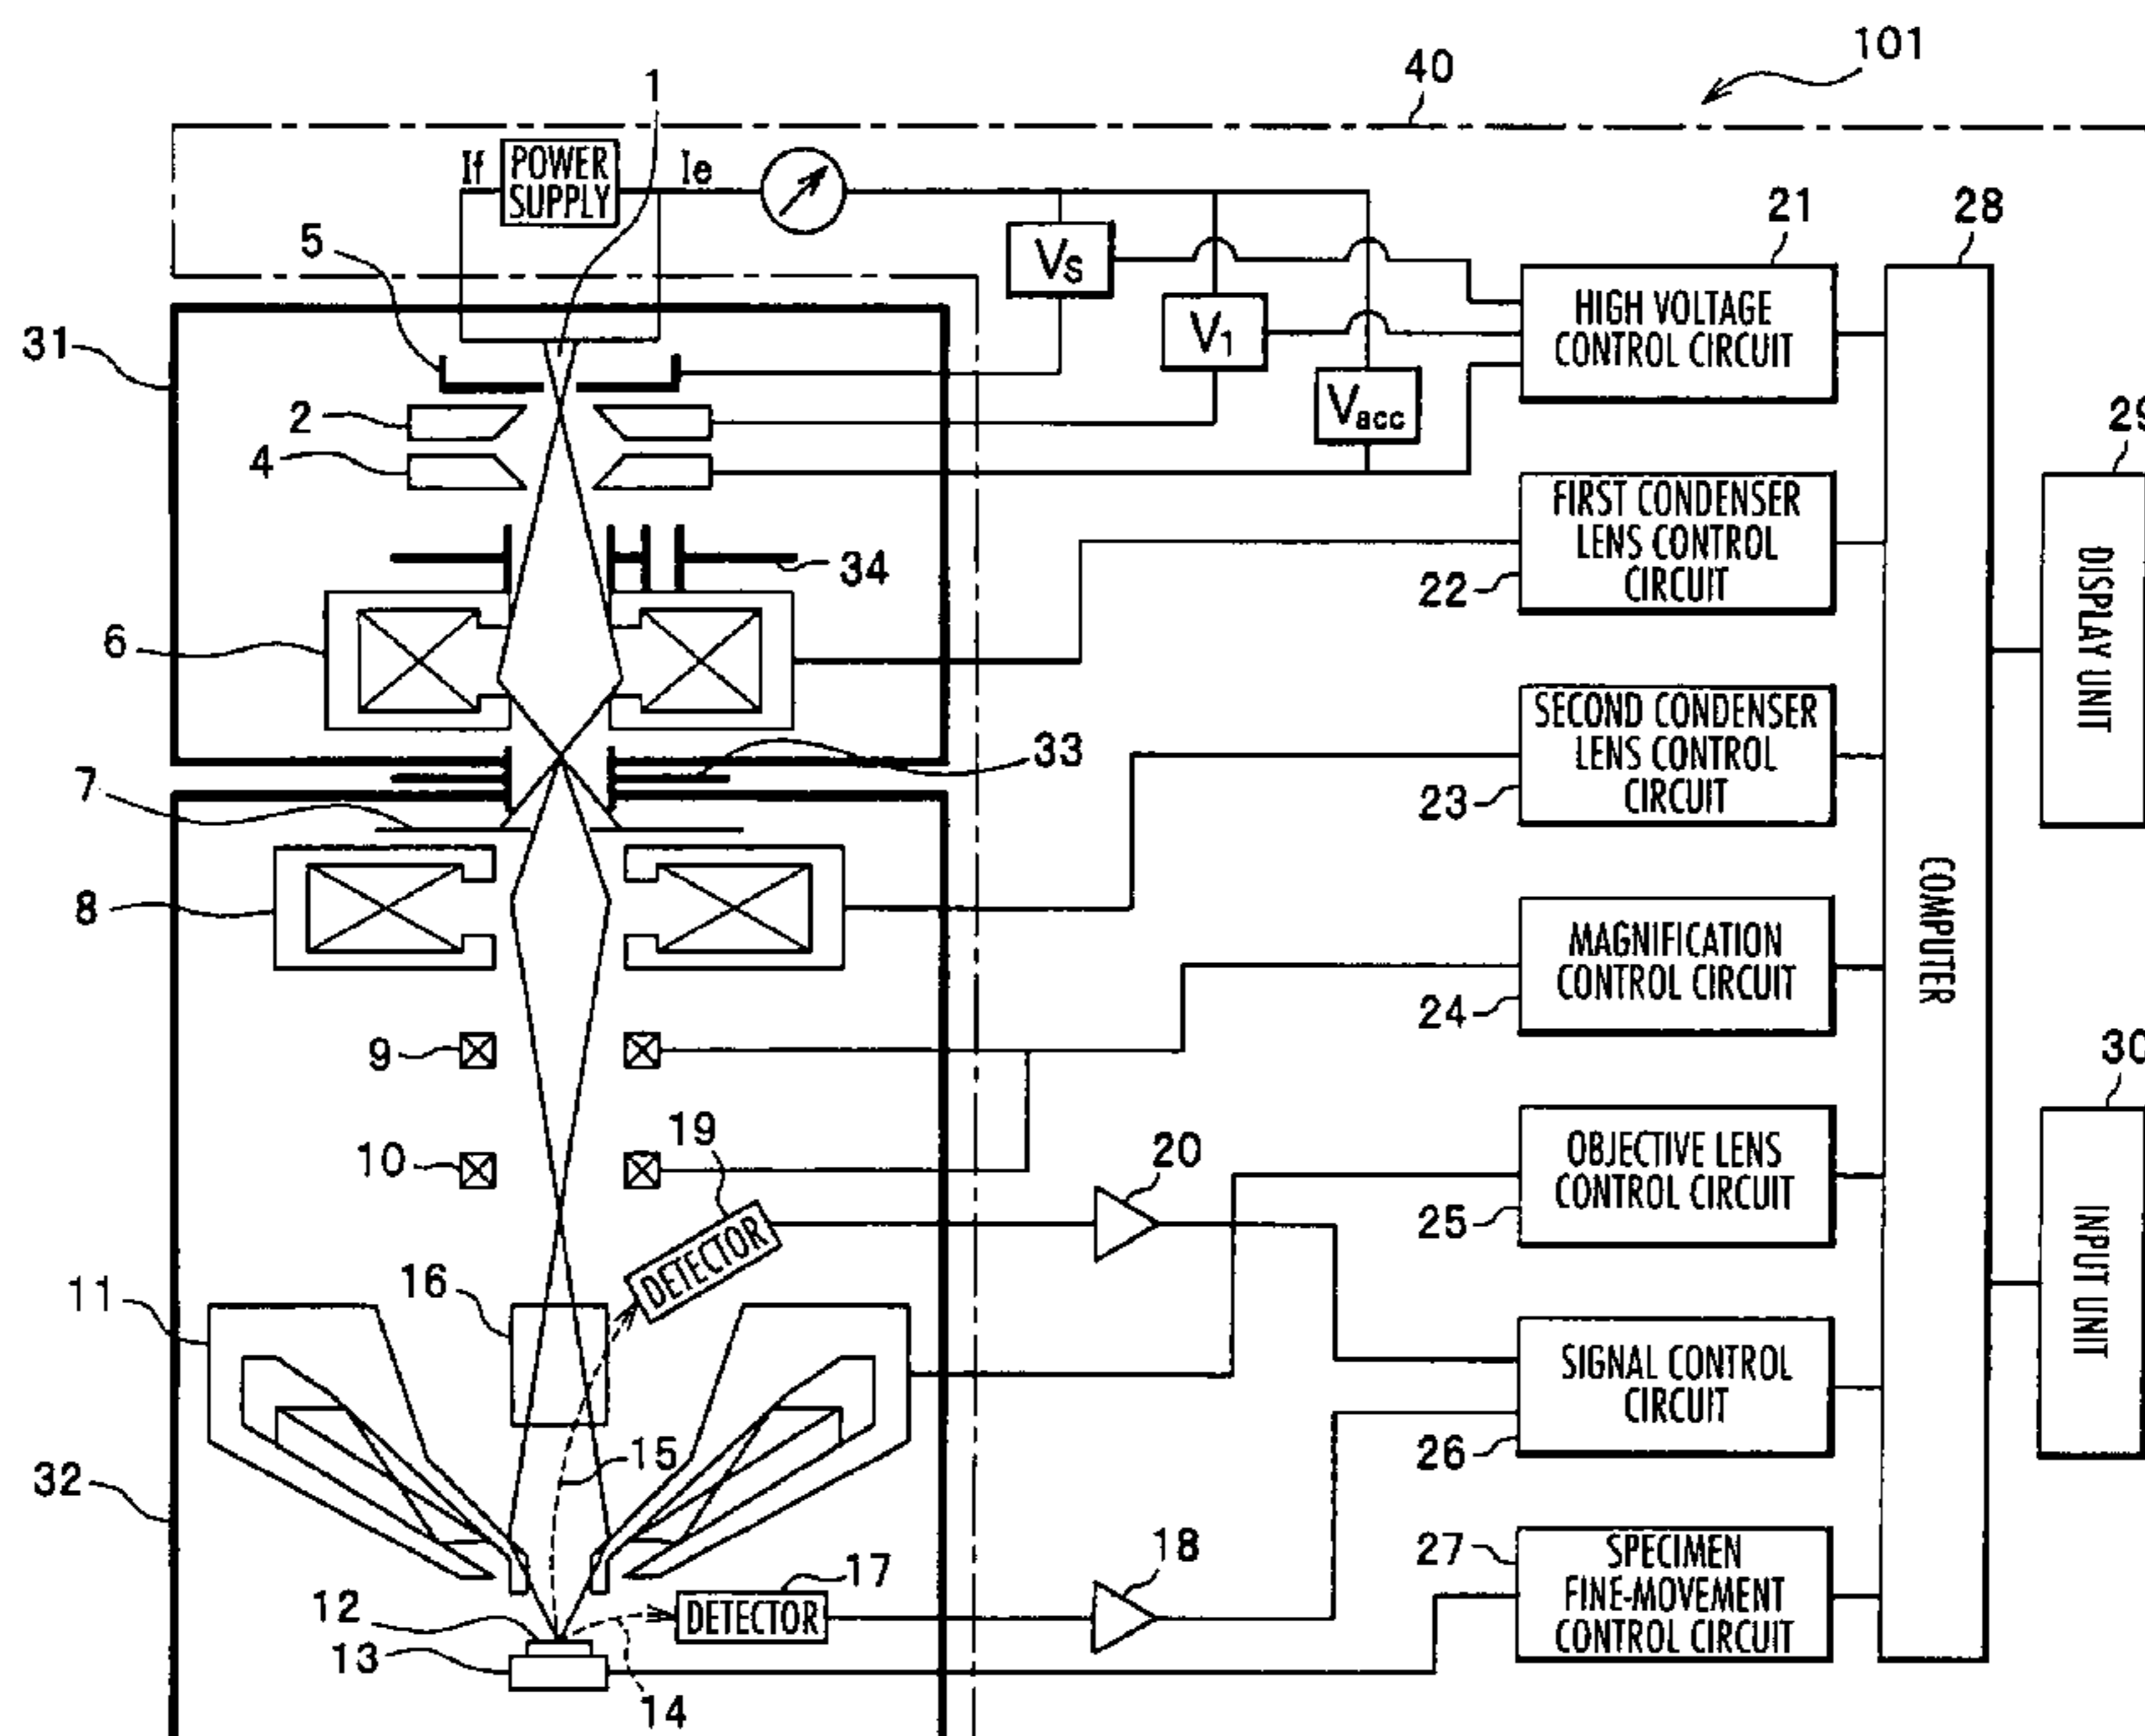 101
40
1
If
POWER
SUPPLY
Ie
5
Vs
21
28
31
V1
HIGH VOLTAGE
CONTROL CIRCUIT
2
Vacc
29
4
FIRST CONDENSER
LENS CONTROL
CIRCUIT
34
22
DISPLAY UNIT
6
SECOND CONDENSER
LENS CONTROL
CIRCUIT
33
7
23
8
COMPUTER
MAGNIFICATION
CONTROL CIRCUIT
24
9
30
19
10
20
OBJECTIVE LENS
CONTROL CIRCUIT
25
DETECTOR
16
11
INPUT UNIT
SIGNAL CONTROL
CIRCUIT
15
26
32
18
27
SPECIMEN
FINE-MOVEMENT
CONTROL CIRCUIT
17
12
DETECTOR
13
14